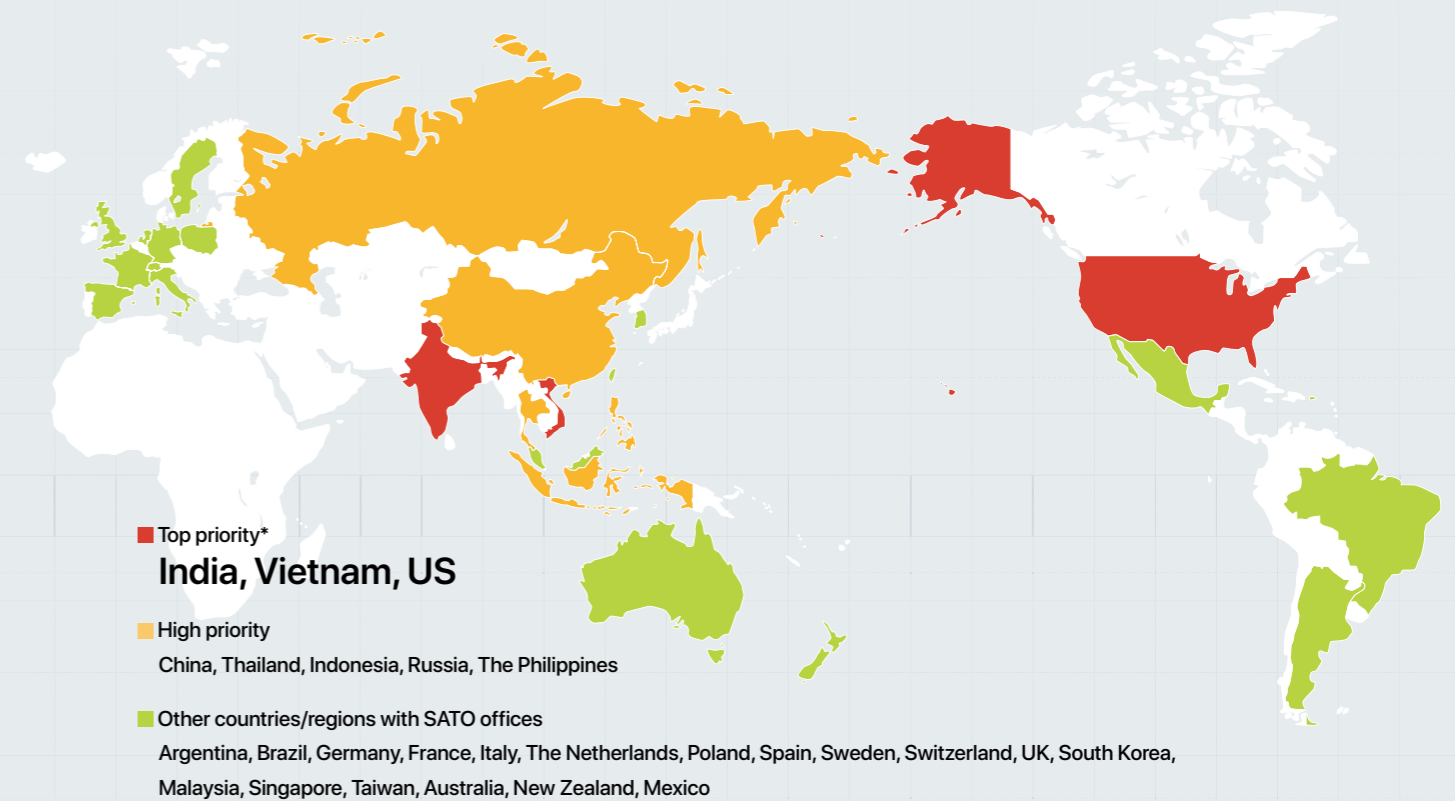 Top priority*
India, Vietnam, US
High priority
China, Thailand, Indonesia, Russia, The Philippines
Other countries/regions with SATO offices
Argentina, Brazil, Germany, France, Italy, The Netherlands, Poland, Spain, Sweden, Switzerland, UK, South Korea,
Malaysia, Singapore, Taiwan, Australia, New Zealand, Mexico